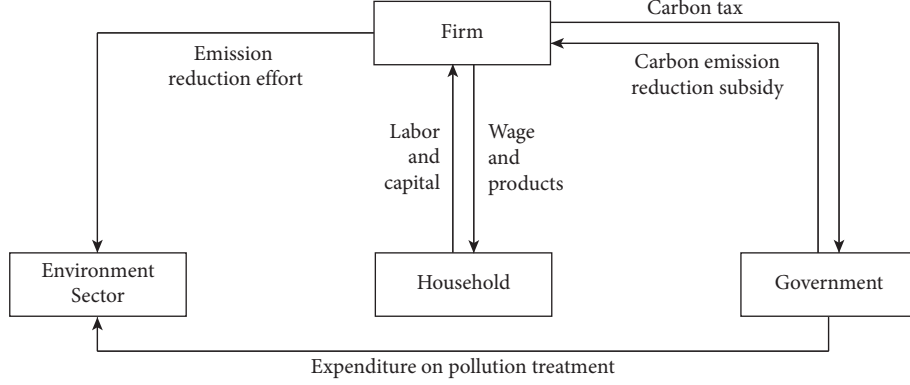 Firm
Carbon tax
Emission
reduction effort
Carbon emission
reduction subsidy
Labor
and
capital
Wage
and
products
Environment
Sector
Household
Government
Expenditure on pollution treatment